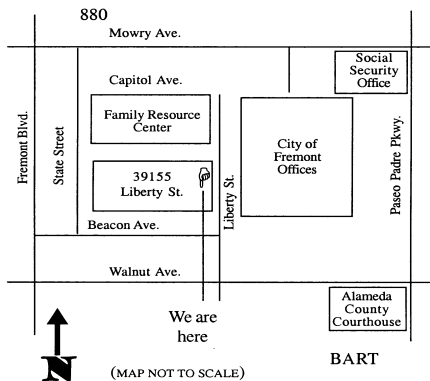 880
Mowry Ave.
Social
Security
Office
Capitol Ave.
Family Resource
Center
Fremont Blvd.
State Street
City of
Fremont
Offices
Paseo Padre Pkwy.
39155
Liberty St.
Liberty St.
Beacon Ave.
Walnut Ave.
We are
here
Alameda
County
Courthouse
N
(MAP NOT TO SCALE)
BART